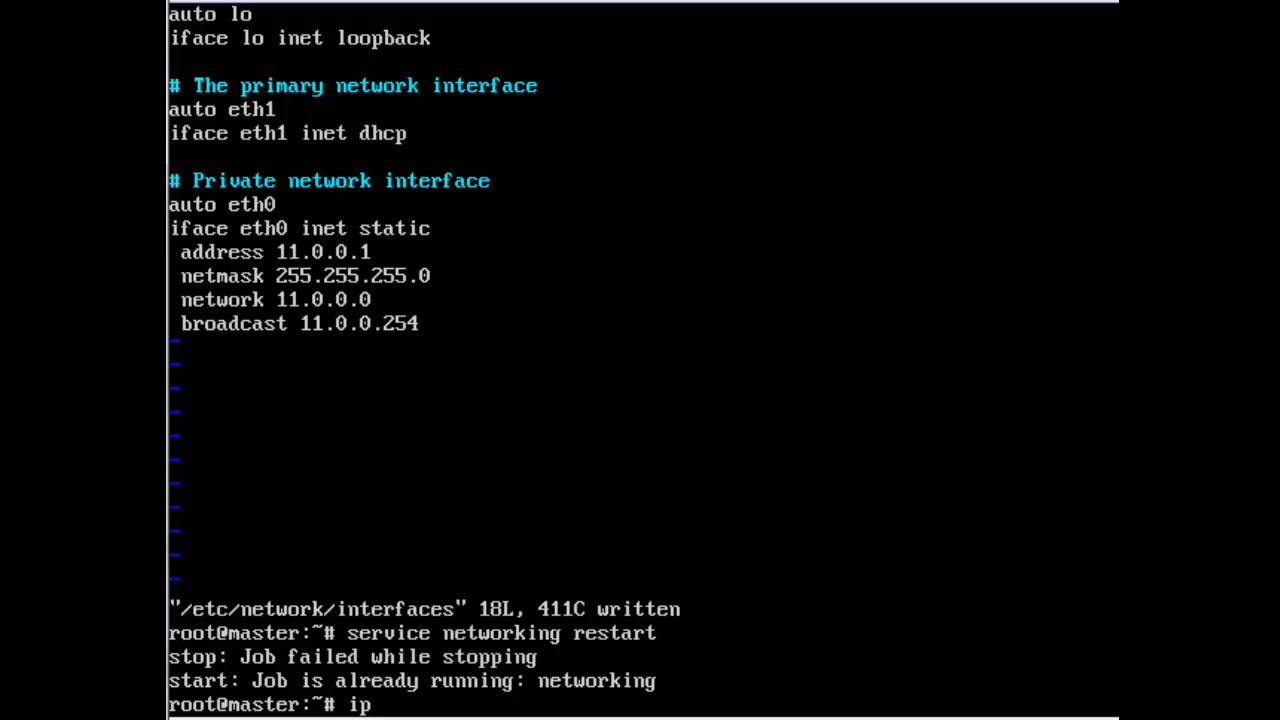 auto lo
iface lo inet loopback
# The primary network interface
auto eth1
iface eth1 inet dhcp
# Private network interface
auto eth0
iface eth0 inet static
address 11.0.0.1
netmask 255.255.255.0
network 11.0.0.0
broadcast 11.0.0.254
~
~
~
~
~
~
~
~
~
~
~
"/etc/network/interfaces" 18L, 411C written
root@master:~# service networking restart
stop: Job failed while stopping
start: Job is already running: networking
root@master:~# ip